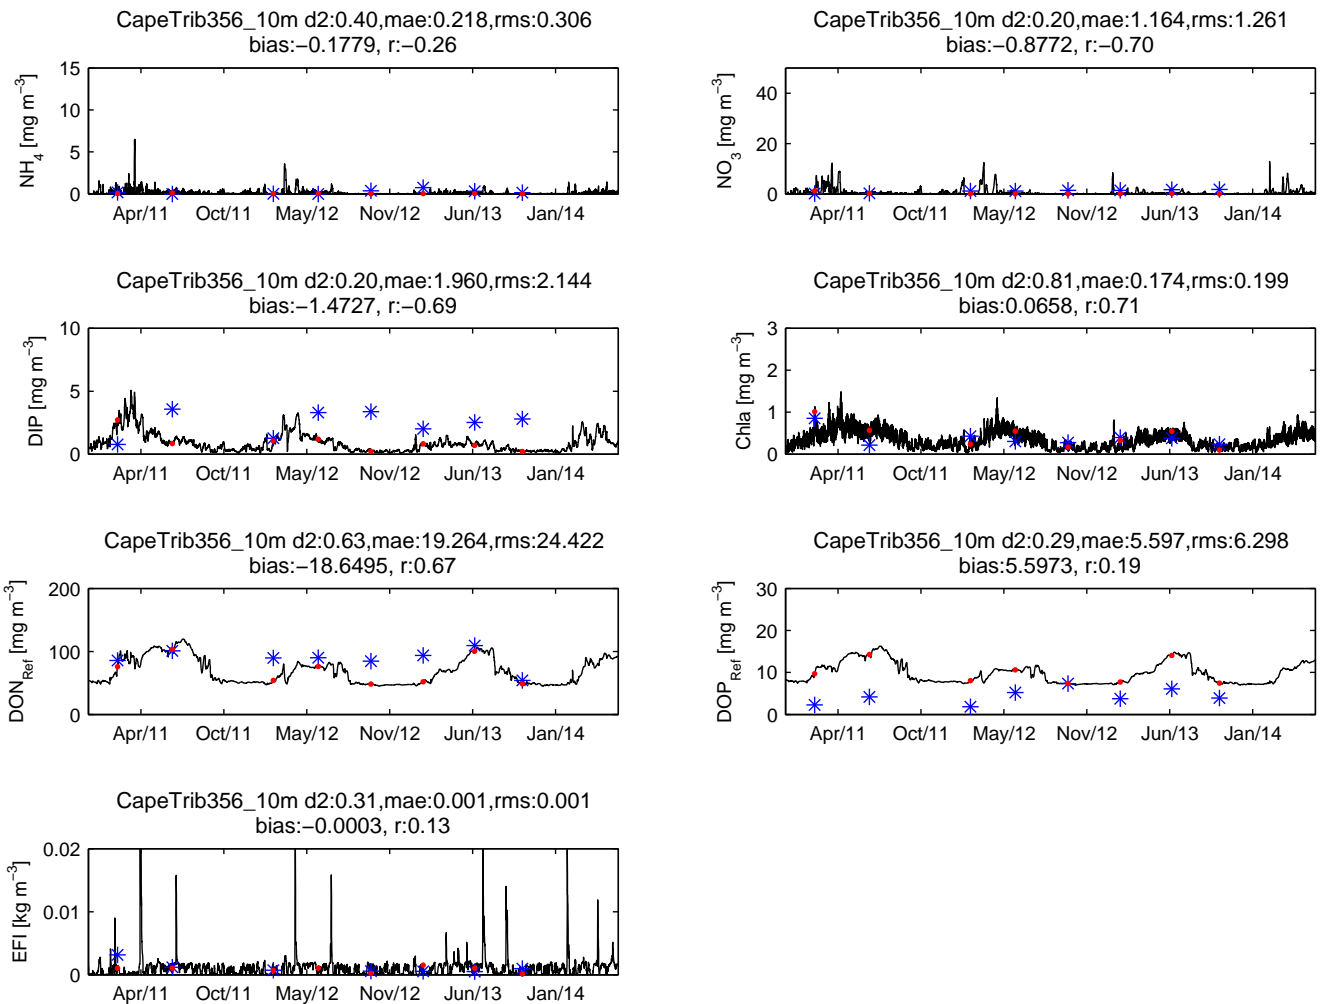 CapeTrib356_10m d2:0.40,mae:0.218,rms:0.306
bias:−0.1779, r:−0.26
NH4 [mg m−3]
15
10
5
0
Apr/11 Oct/11 May/12 Nov/12 Jun/13 Jan/14
CapeTrib356_10m d2:0.20,mae:1.164,rms:1.261
bias:−0.8772, r:−0.70
NO3 [mg m−3]
40
20
0
Apr/11 Oct/11 May/12 Nov/12 Jun/13 Jan/14
CapeTrib356_10m d2:0.20,mae:1.960,rms:2.144
bias:−1.4727, r:−0.69
DIP [mg m−3]
10
5
0
Apr/11 Oct/11 May/12 Nov/12 Jun/13 Jan/14
CapeTrib356_10m d2:0.81,mae:0.174,rms:0.199
bias:0.0658, r:0.71
Chla [mg m−3]
3
2
1
0
Apr/11 Oct/11 May/12 Nov/12 Jun/13 Jan/14
CapeTrib356_10m d2:0.63,mae:19.264,rms:24.422
bias:−18.6495, r:0.67
DONRef [mg m−3]
200
100
0
Apr/11 Oct/11 May/12 Nov/12 Jun/13 Jan/14
CapeTrib356_10m d2:0.29,mae:5.597,rms:6.298
bias:5.5973, r:0.19
DOPRef [mg m−3]
30
20
10
0
Apr/11 Oct/11 May/12 Nov/12 Jun/13 Jan/14
CapeTrib356_10m d2:0.31,mae:0.001,rms:0.001
bias:−0.0003, r:0.13
EFI [kg m−3]
0.02
0.01
0
Apr/11 Oct/11 May/12 Nov/12 Jun/13 Jan/14